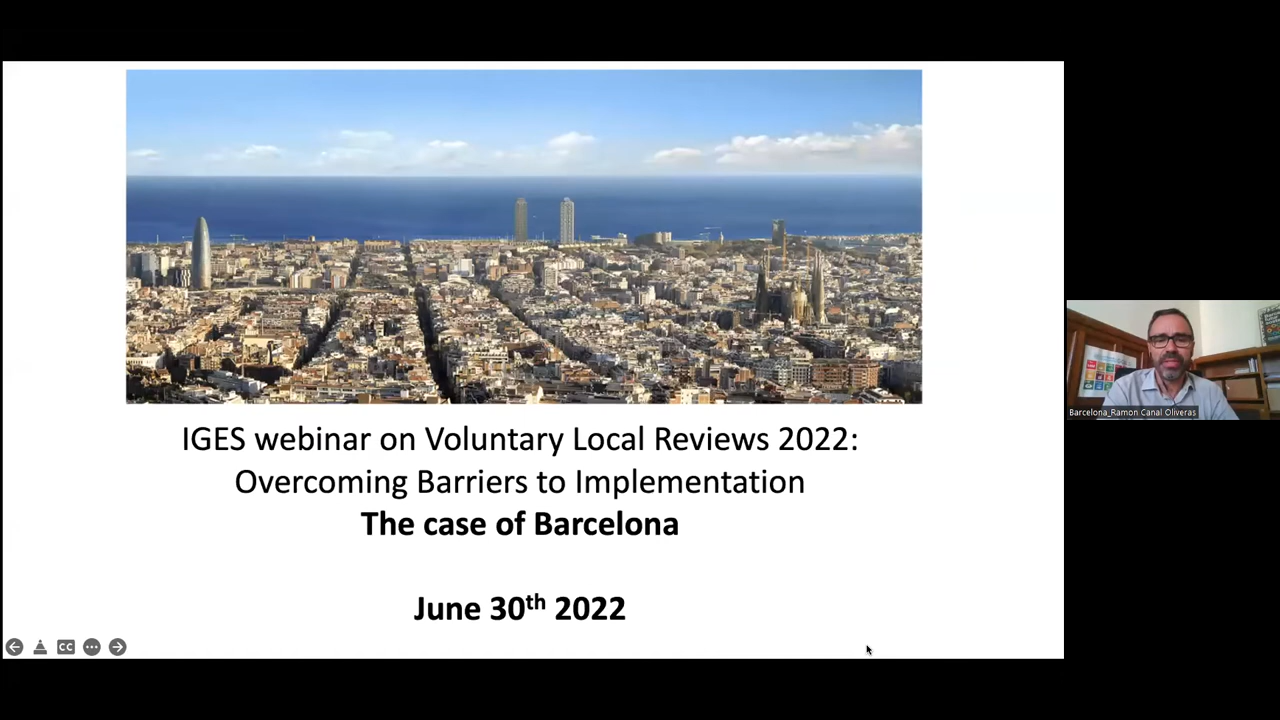 IGES webinar on Voluntary Local Reviews 2022:
Overcoming Barriers to Implementation
The case of Barcelona
June 30th 2022
CC
Barcelona_Ramon Canal Oliveras